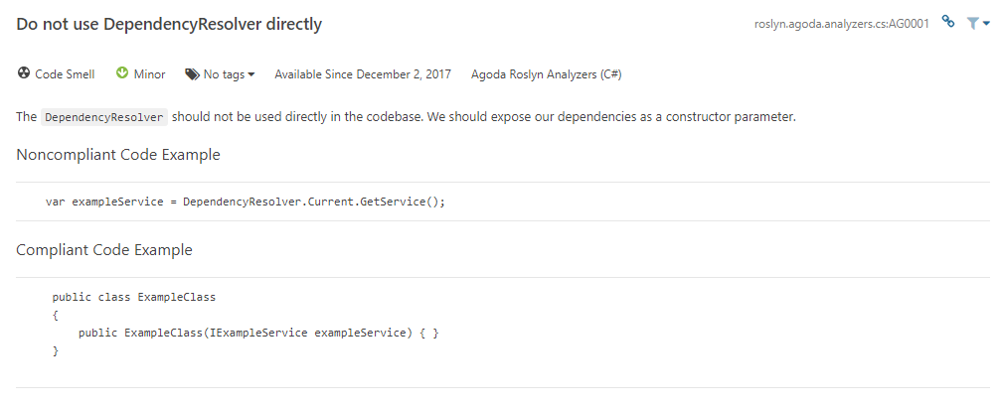 Do not use DependencyResolver directly roslyn.agoda.analyzers.cs:AG0001
Code Smell Minor No tags Available Since December 2, 2017 Agoda Roslyn Analyzers (C#)
The DependencyResolver should not be used directly in the codebase. We should expose our dependencies as a constructor parameter.
Noncompliant Code Example
var exampleService = DependencyResolver.Current.GetService();
Compliant Code Example
public class ExampleClass
{
public ExampleClass(IExampleService exampleService) { }
}